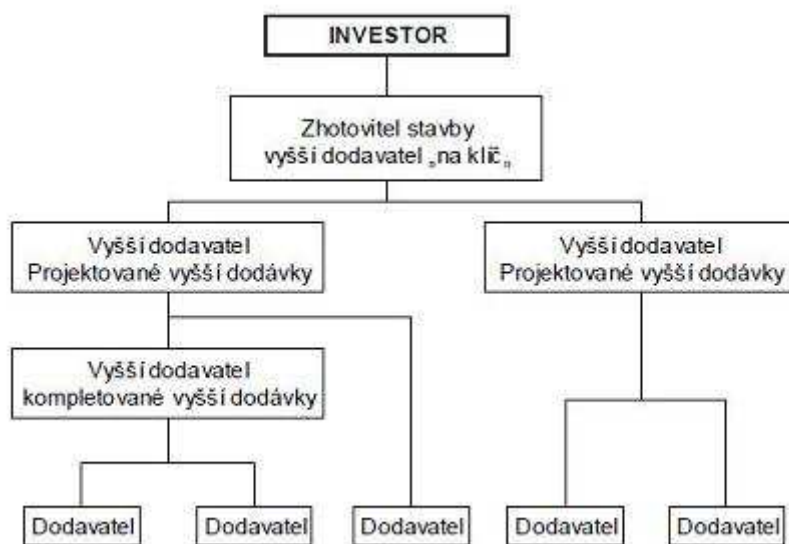 INVESTOR
Zhotovitel stavby
vyšší dodavatel „na klíč„
Vyšší dodavatel
Projektované vyšší dodávky
Vyšší dodavatel
Projektované vyšší dodávky
Vyšší dodavatel
kompletované vyšší dodávky
Dodavatel
Dodavatel
Dodavatel
Dodavatel
Dodavatel